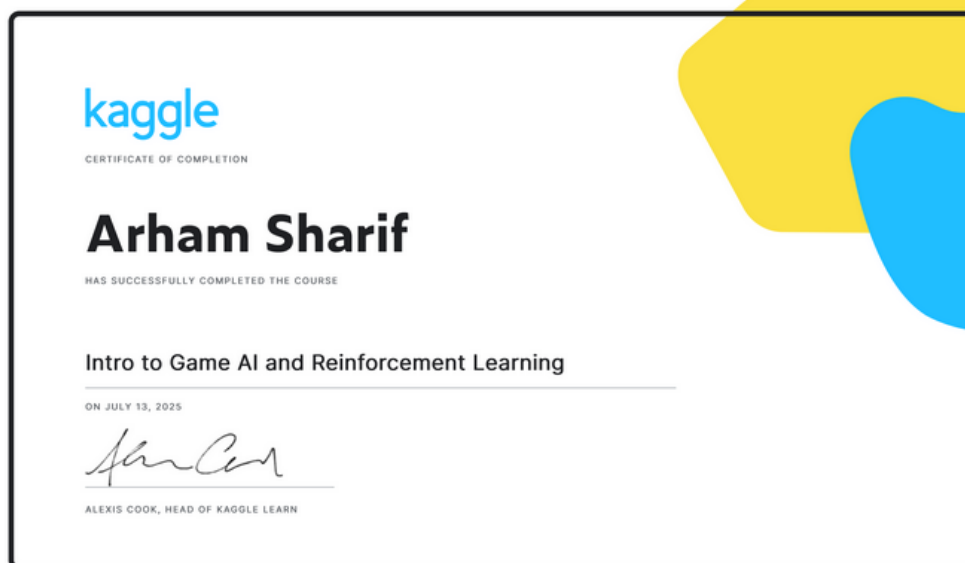 kaggle
CERTIFICATE OF COMPLETION
Arham Sharif
HAS SUCCESSFULLY COMPLETED THE COURSE
Intro to Game AI and Reinforcement Learning
ON JULY 13, 2025
ALEXIS COOK, HEAD OF KAGGLE LEARN